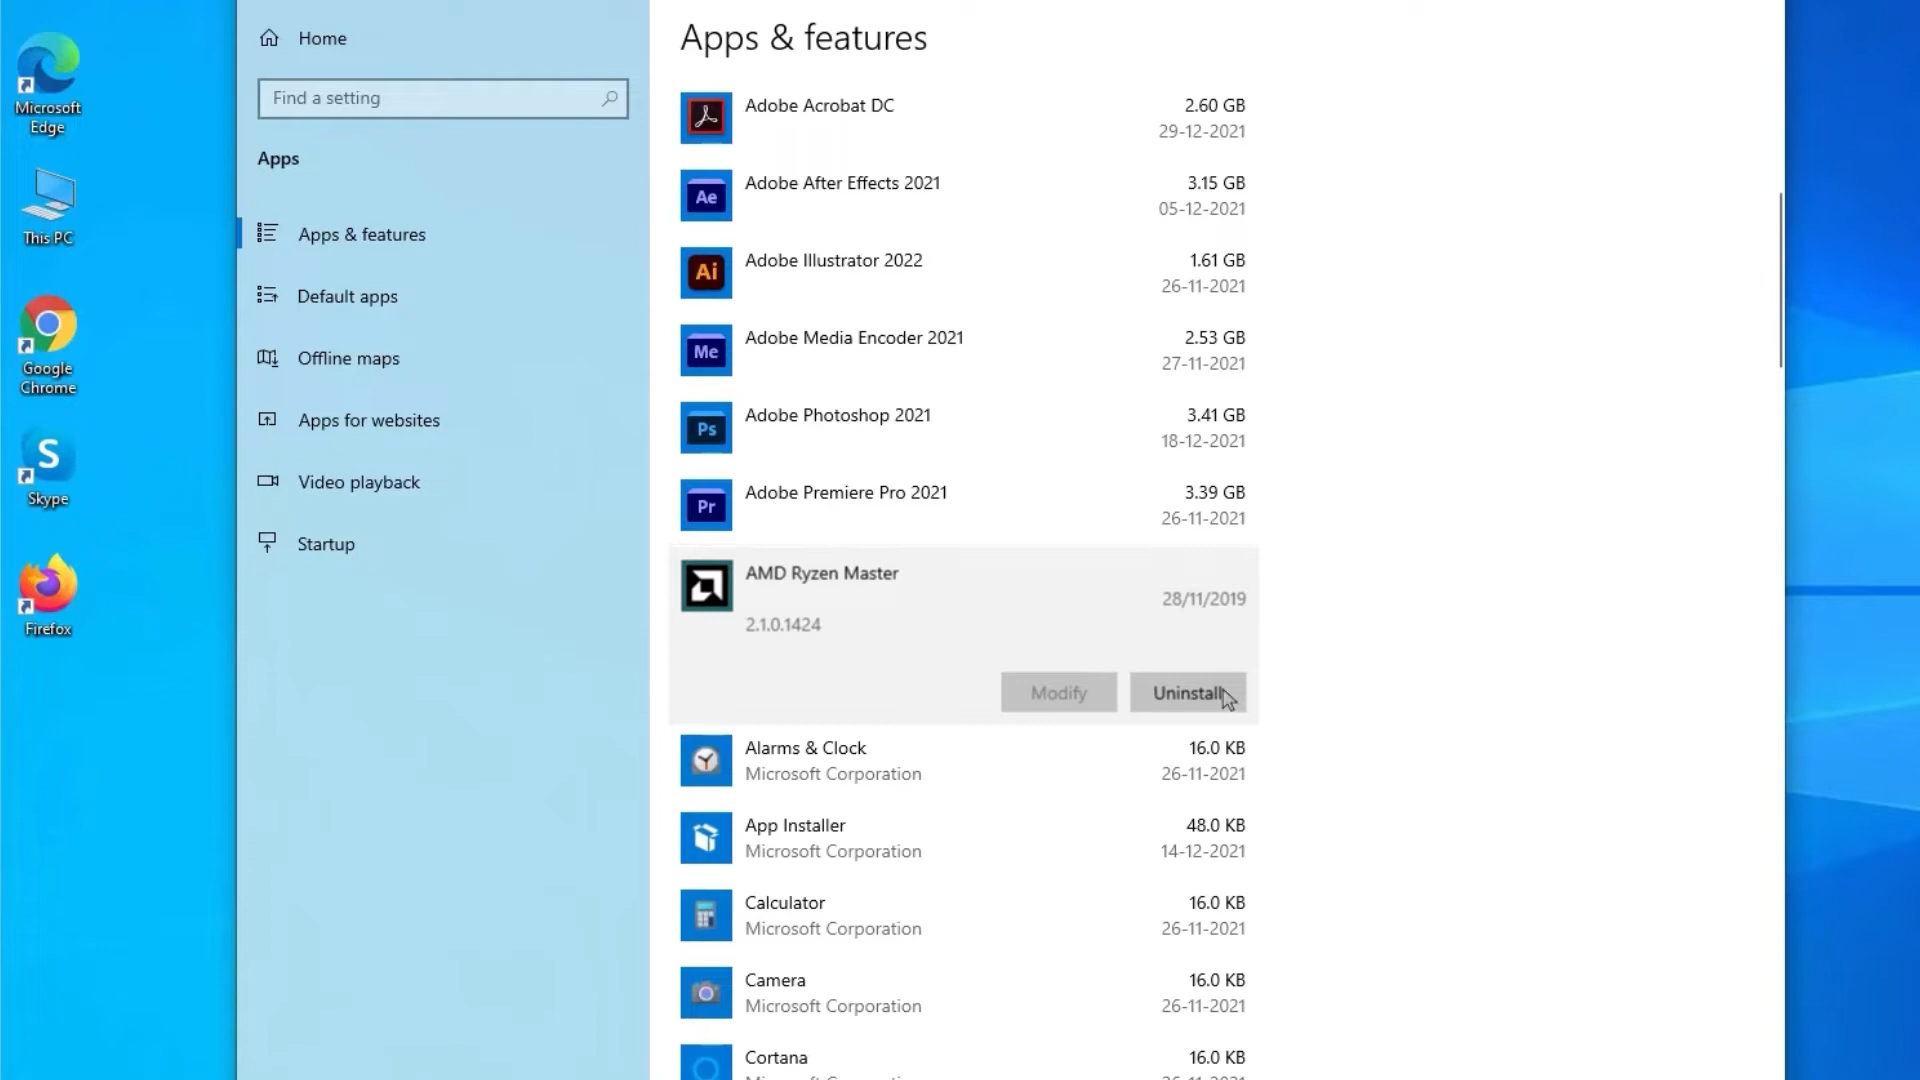 Microsoft
Edge
This PC
Google
Chrome
S
Skype
Firefox
Home
Find a setting
Apps
Apps & features
Default apps
Offline maps
Apps for websites
Video playback
Startup
Apps & features
Adobe Acrobat DC 2.60 GB
29-12-2021
Ae
Adobe After Effects 2021 3.15 GB
05-12-2021
Ai
Adobe Illustrator 2022 1.61 GB
26-11-2021
Me
Adobe Media Encoder 2021 2.53 GB
27-11-2021
Ps
Adobe Photoshop 2021 3.41 GB
18-12-2021
Pr
Adobe Premiere Pro 2021 3.39 GB
26-11-2021
AMD Ryzen Master
28/11/2019
2.1.0.1424
Modify Uninstall
Alarms & Clock 16.0 KB
Microsoft Corporation 26-11-2021
App Installer 48.0 KB
Microsoft Corporation 14-12-2021
Calculator 16.0 KB
Microsoft Corporation 26-11-2021
Camera 16.0 KB
Microsoft Corporation 26-11-2021
Cortana 16.0 KB